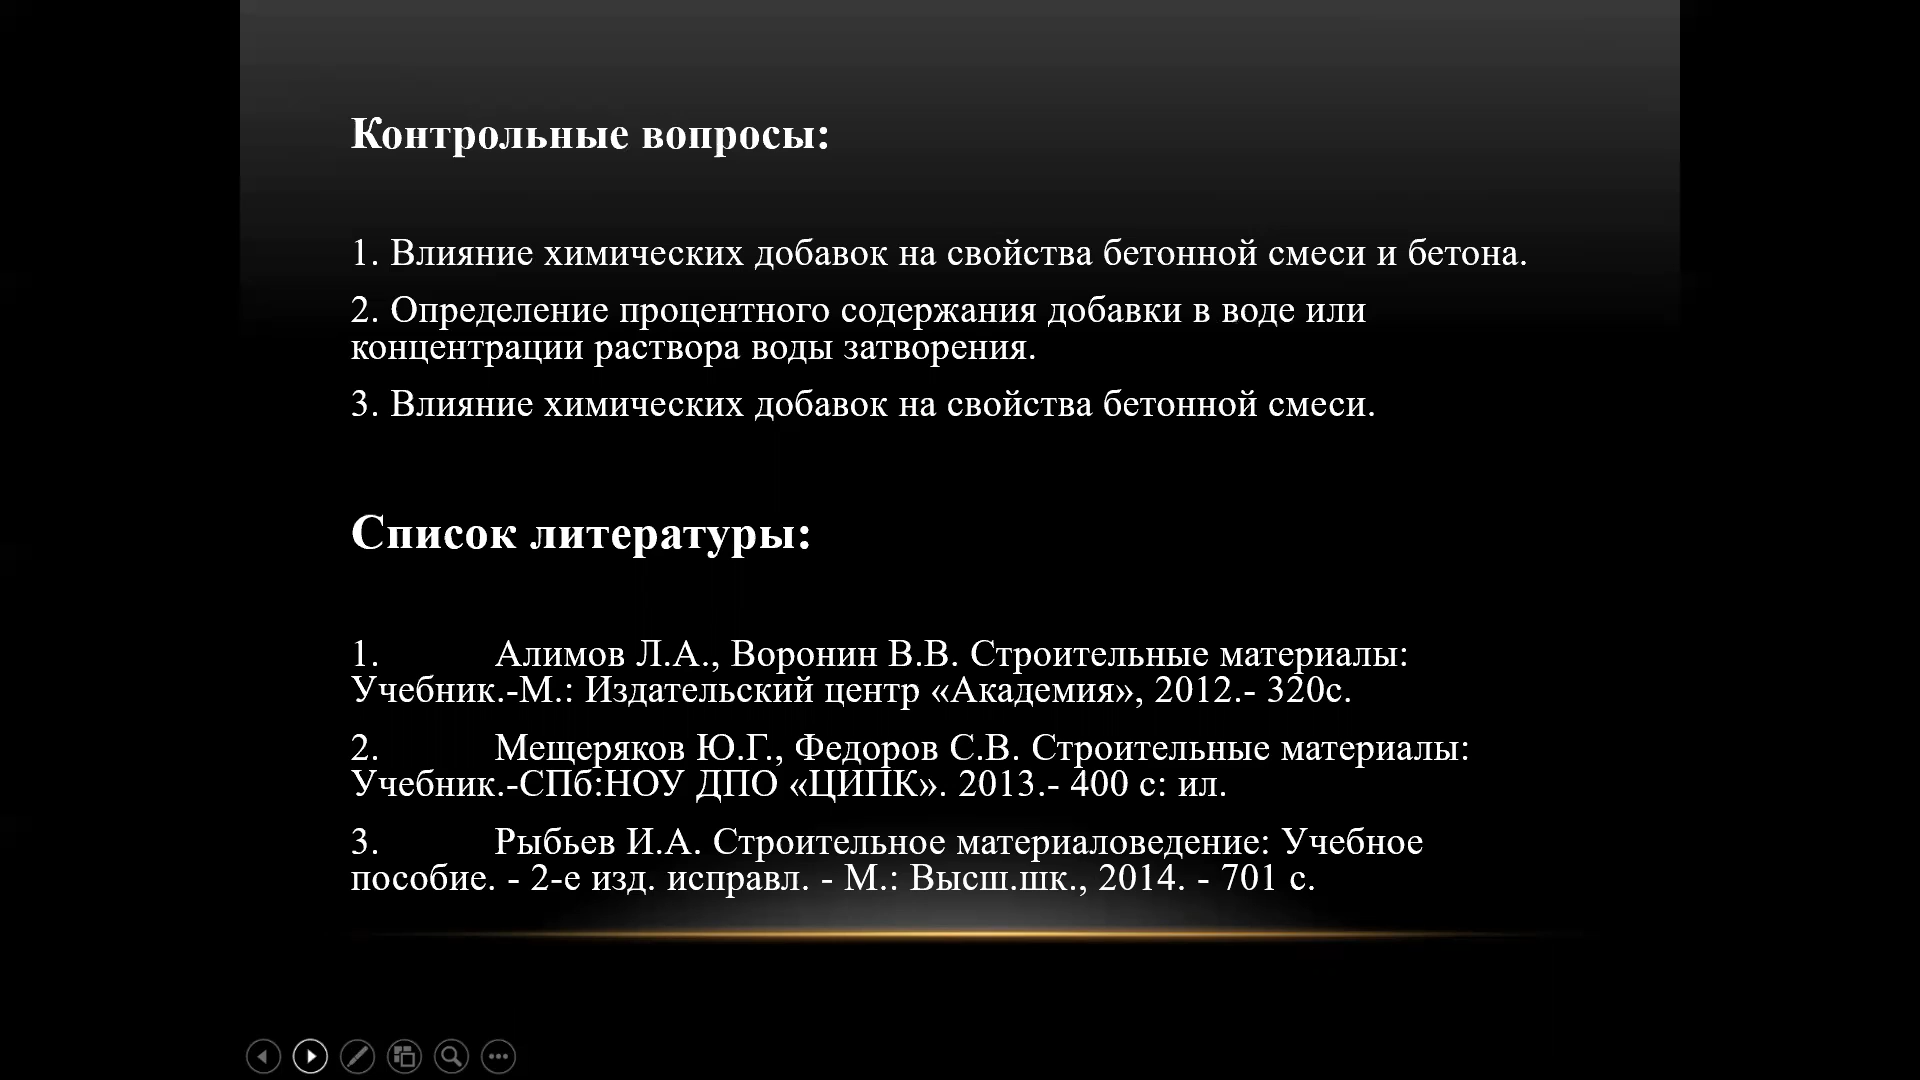 Контрольные вопросы:
1. Влияние химических добавок на свойства бетонной смеси и бетона.
2. Определение процентного содержания добавки в воде или
концентрации раствора воды затворения.
3. Влияние химических добавок на свойства бетонной смеси.
Список литературы:
1. Алимов Л.А., Воронин В.В. Строительные материалы:
Учебник.-М.: Издательский центр «Академия», 2012.- 320с.
2. Мещеряков Ю.Г., Федоров С.В. Строительные материалы:
Учебник.-СПб:НОУ ДПО «ЦИПК». 2013.- 400 с: ил.
3. Рыбьев И.А. Строительное материаловедение: Учебное
пособие. - 2-е изд. исправл. - М.: Высш.шк., 2014. - 701 с.